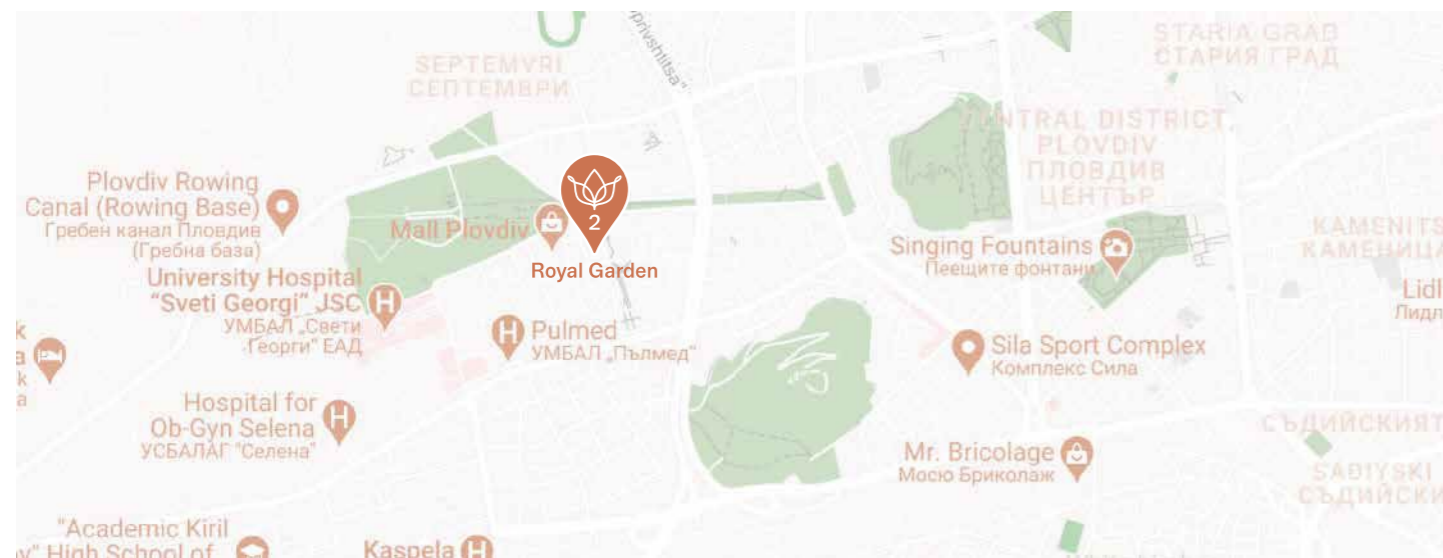 SEPTEMVRI
СЕПТЕМВРИ
STARIA GRAD
СТАРИЯ ГРАД
CENTRAL DISTRICT,
PLOVDIV
ПЛОВДИВ
ЦЕНТЪР
Plovdiv Rowing
Canal (Rowing Base)
Гребен канал Пловдив
(Гребна база)
Mall Plovdiv
2
Royal Garden
University Hospital
"Sveti Georgi" JSC
УМБАЛ „Свети
Георги" ЕАД
Pulmed
УМБАЛ „Пълмед"
Singing Fountains
Пеещите фонтани
KAMENITS
КАМЕНИЦА
Lidl
Лидл
Sila Sport Complex
Комплекс Сила
Hospital for
Ob-Gyn Selena
УСБАЛАГ "Селена"
Mr. Bricolage
Мосю Бриколаж
СЪДИЙСКИЯТ
SADIYSKI
СЪДИЙСКИ
"Academic Kiril
High School of
Kaspela